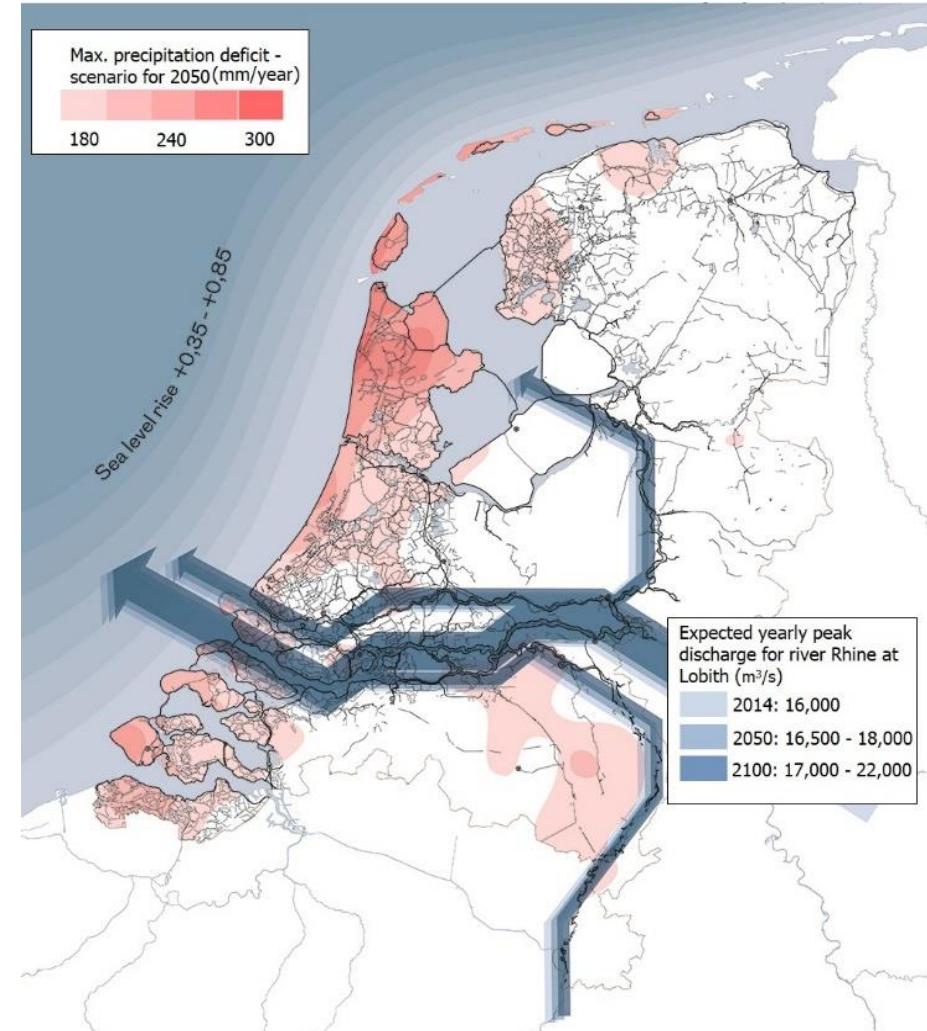 Max. precipitation deficit -
scenario for 2050 (mm/year)
180 240 300
Sea level rise +0,35 - +0,85
Expected yearly peak
discharge for river Rhine at
Lobith (m³/s)
2014: 16,000
2050: 16,500 - 18,000
2100: 17,000 - 22,000